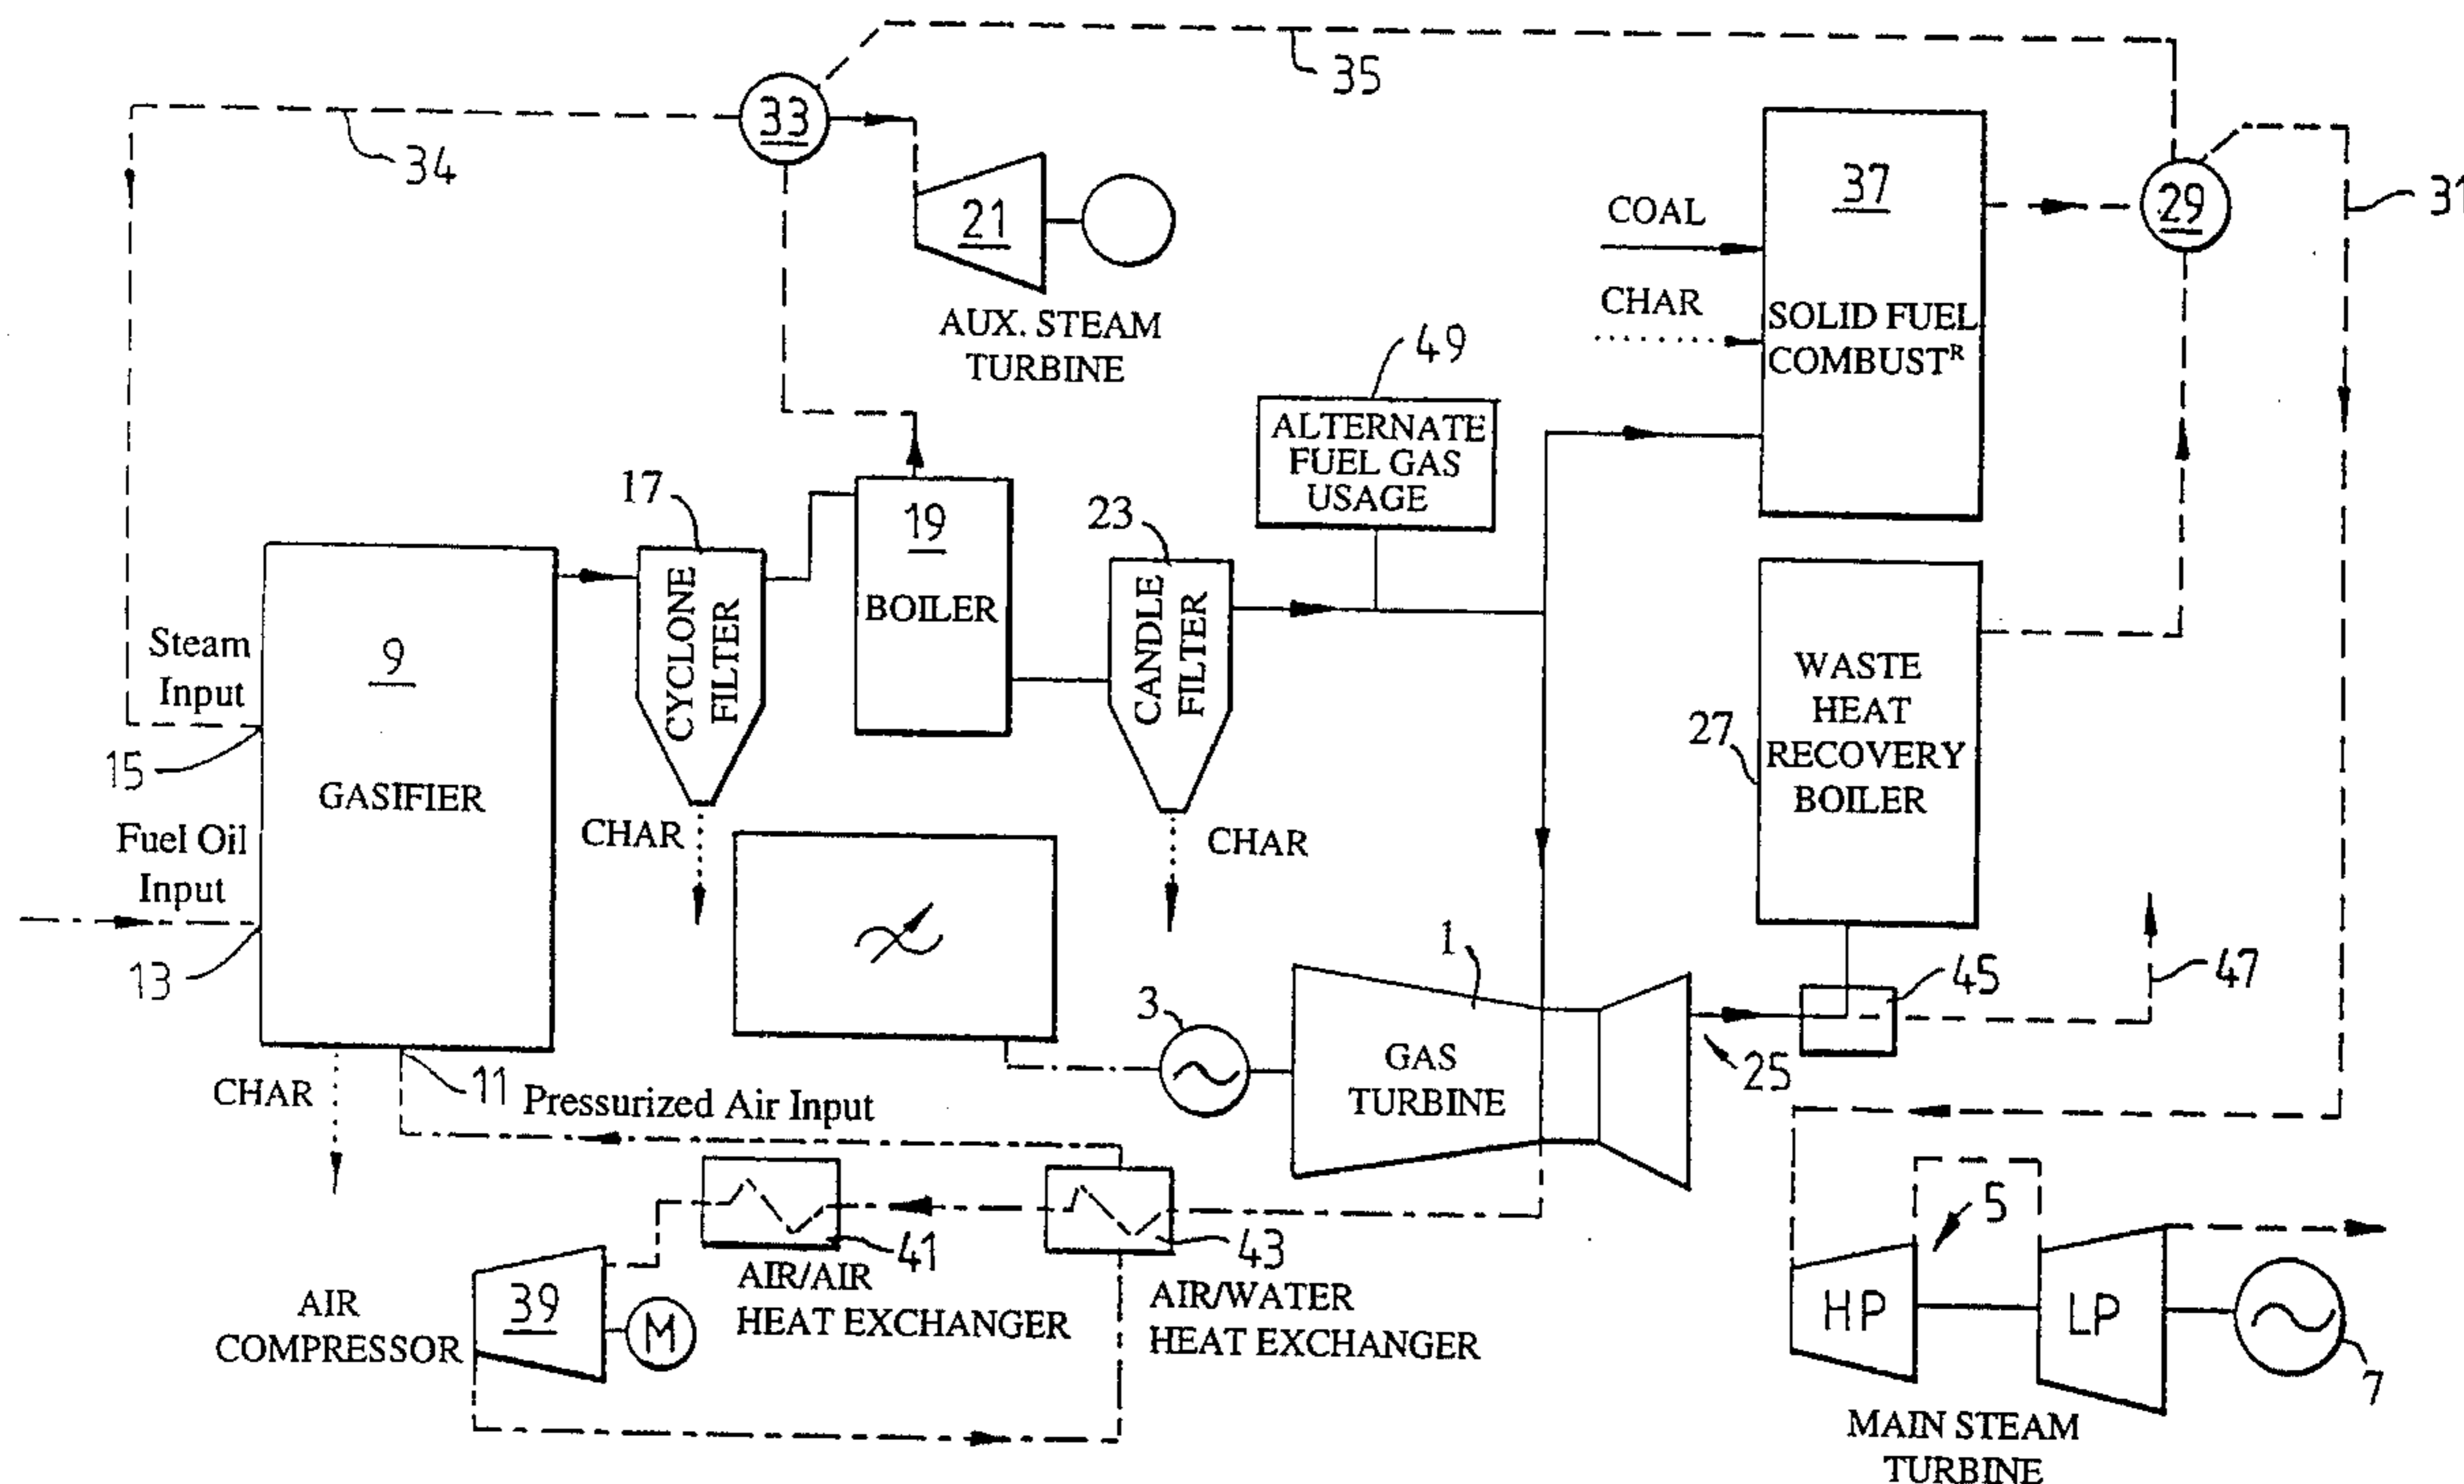 35
33
34
37
31
29
21
COAL
CHAR
AUX. STEAM
TURBINE
SOLID FUEL
COMBUSTᴿ
49
ALTERNATE
FUEL GAS
USAGE
17
19
BOILER
23
CYCLONE
FILTER
CANDLE
FILTER
Steam
Input
9
15
GASIFIER
WASTE
HEAT
RECOVERY
BOILER
27
Fuel Oil
Input
13
CHAR
CHAR
1
3
45
47
GAS
TURBINE
25
CHAR
11
Pressurized Air Input
41
43
5
AIR/AIR
HEAT EXCHANGER
AIR/WATER
HEAT EXCHANGER
AIR
COMPRESSOR
39
M
HP
LP
7
MAIN STEAM
TURBINE